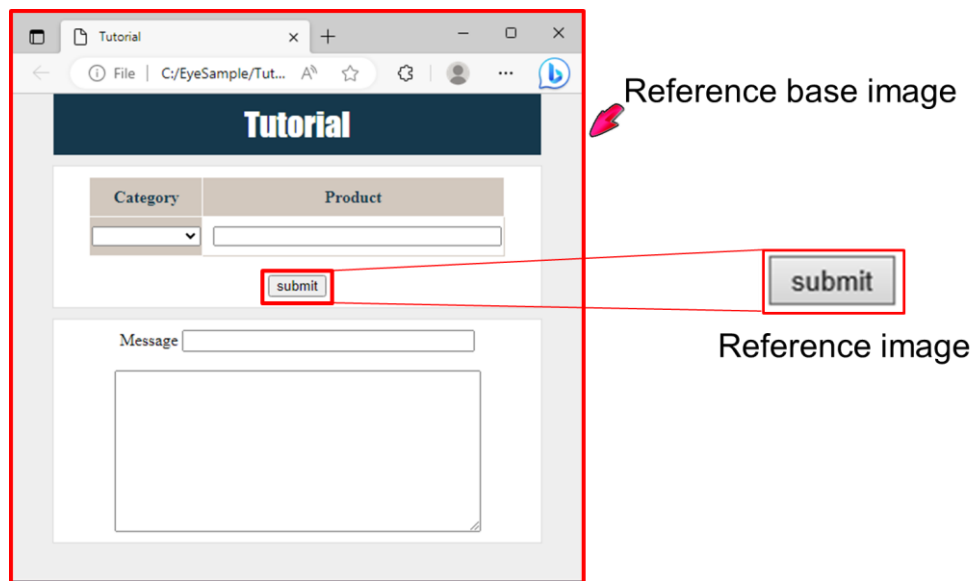 Tutorial
File | C:/EyeSample/Tut...
Reference base image
Tutorial
Category Product
submit
submit
Message
Reference image